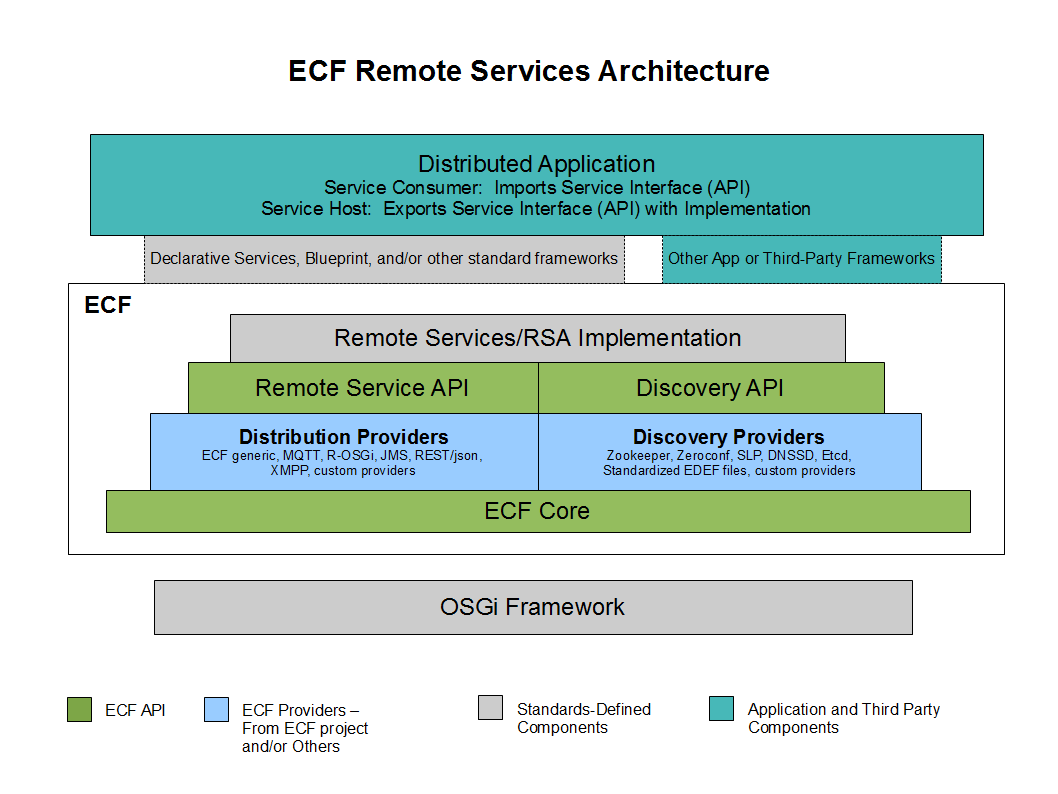 ECF Remote Services Architecture
Distributed Application
Service Consumer:  Imports Service Interface (API)
Service Host:  Exports Service Interface (API) with Implementation
Declarative Services, Blueprint, and/or other standard frameworks
Other App or Third-Party Frameworks
ECF
Remote Services/RSA Implementation
Remote Service API
Discovery API
Distribution Providers
ECF generic, MQTT, R-OSGi, JMS, REST/json,
XMPP, custom providers
Discovery Providers
Zookeeper, Zeroconf, SLP, DNSSD, Etcd,
Standardized EDEF files, custom providers
ECF Core
OSGi Framework
ECF API
ECF Providers –
From ECF project
and/or Others
Standards-Defined
Components
Application and Third Party
Components